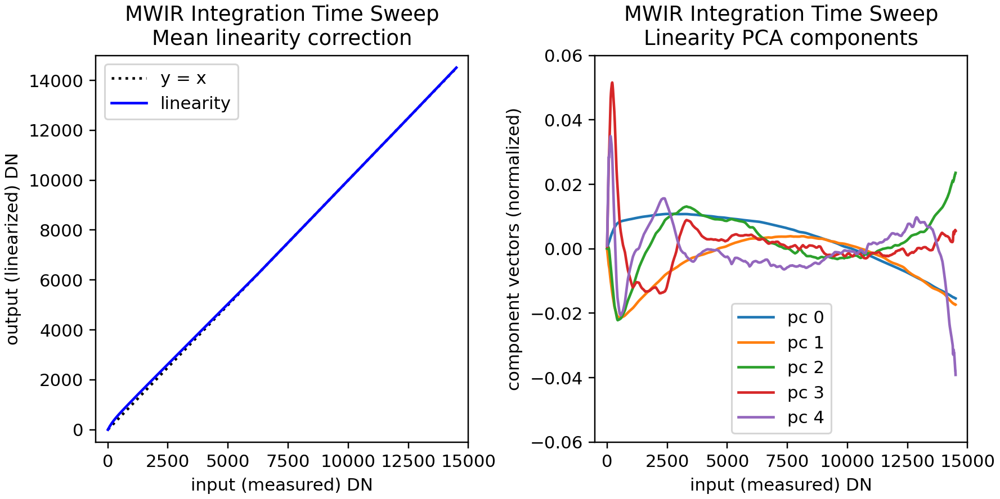 MWIR Integration Time Sweep
Mean linearity correction
y = x
linearity
output (linearized) DN
14000
12000
10000
8000
6000
4000
2000
0
0 2500 5000 7500 10000 12500 15000
input (measured) DN
MWIR Integration Time Sweep
Linearity PCA components
component vectors (normalized)
0.06
0.04
0.02
0.00
−0.02
−0.04
−0.06
pc 0
pc 1
pc 2
pc 3
pc 4
0 2500 5000 7500 10000 12500 15000
input (measured) DN